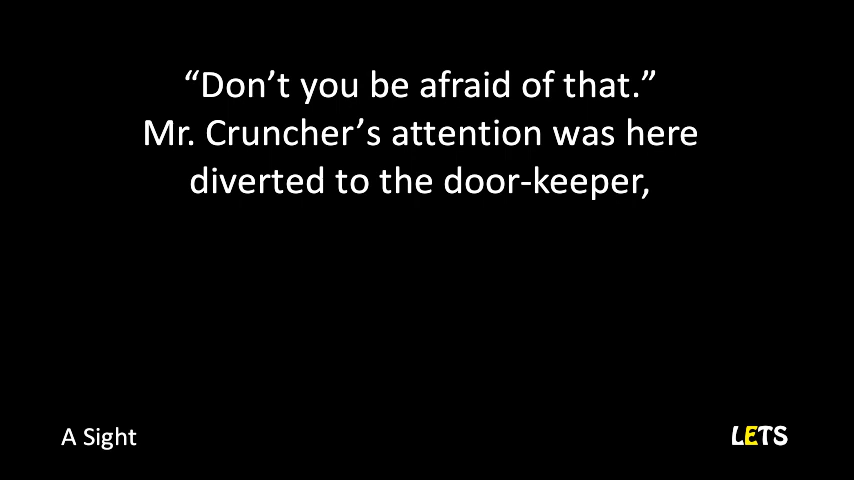 “Don’t you be afraid of that.”
Mr. Cruncher’s attention was here
diverted to the door-keeper,
A Sight
LETS